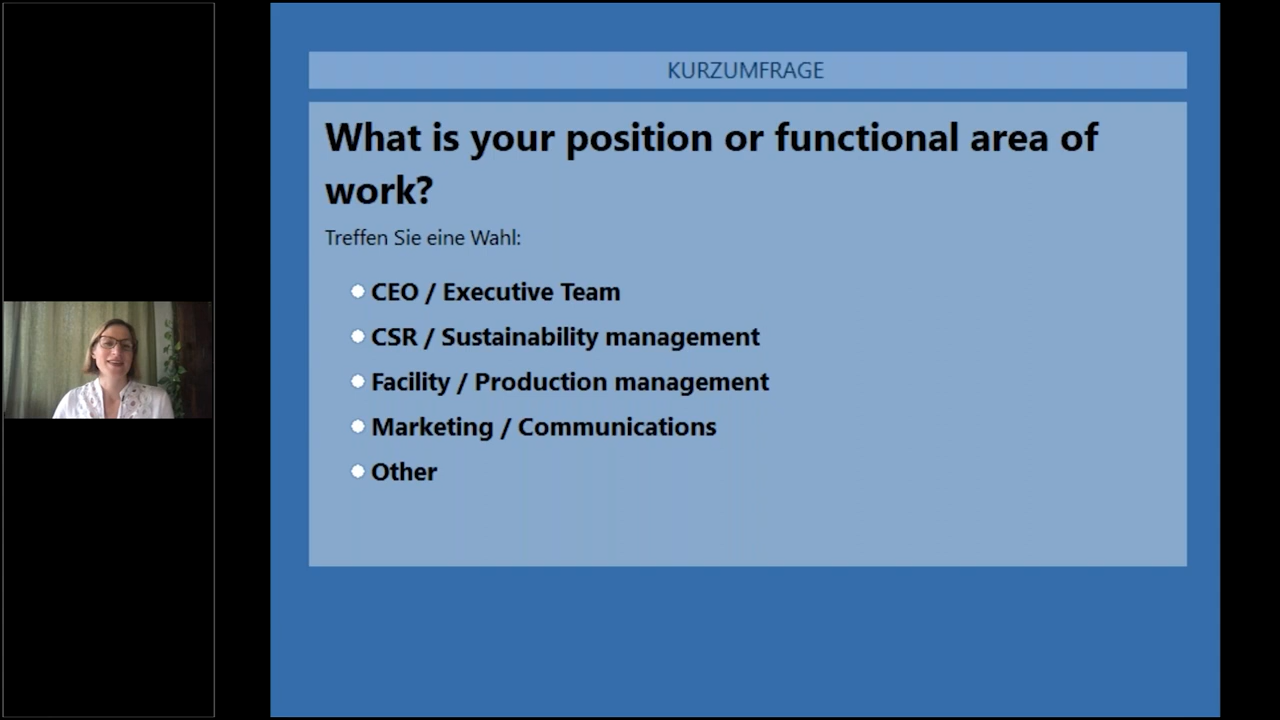 KURZUMFRAGE
What is your position or functional area of
work?
Treffen Sie eine Wahl:
CEO / Executive Team
CSR / Sustainability management
Facility / Production management
Marketing / Communications
Other